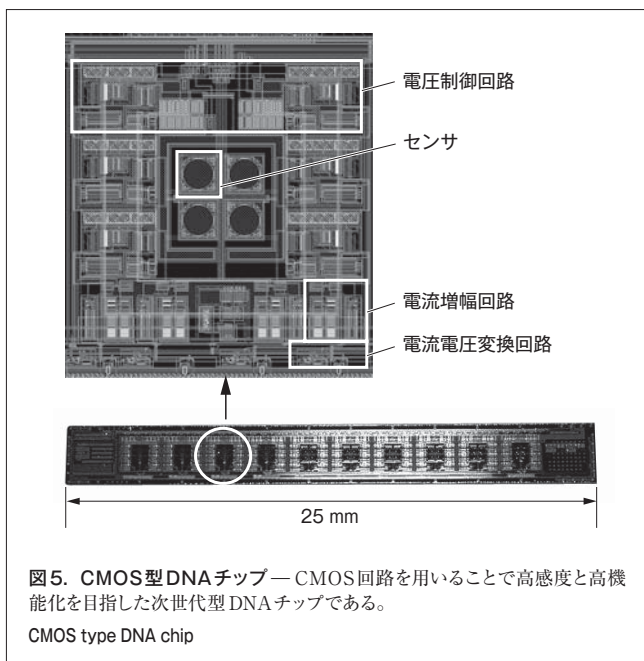 電圧制御回路
センサ
電流増幅回路
電流電圧変換回路
25 mm
図5. CMOS型DNAチップ — CMOS回路を用いることで高感度と高機
能化を目指した次世代型DNAチップである。
CMOS type DNA chip